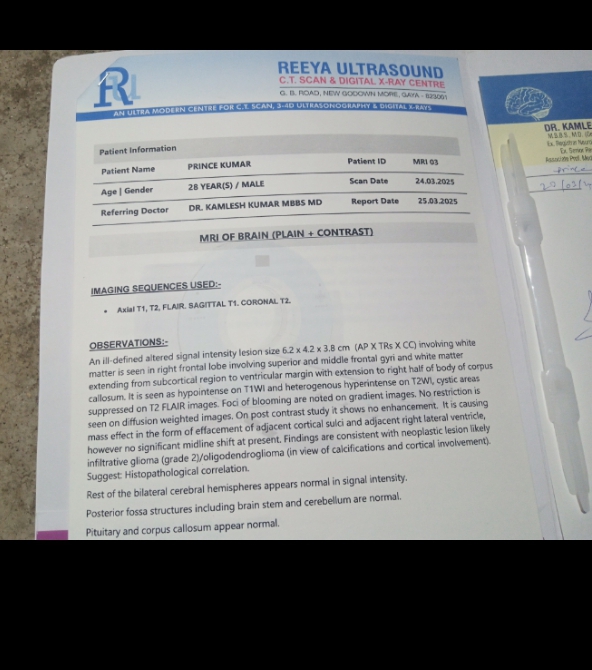 REEYA ULTRASOUND
C.T. SCAN & DIGITAL X-RAY CENTRE
G. B. ROAD, NEW GODOWN MORE, GAYA - 823001
AN ULTRA MODERN CENTRE FOR C.T. SCAN, 3-4D ULTRASONOGRAPHY & DIGITAL X-RAYS
Patient Information
Patient Name PRINCE KUMAR Patient ID MRI 03
Age | Gender 28 YEAR(S) / MALE Scan Date 24.03.2025
Referring Doctor DR. KAMLESH KUMAR MBBS MD Report Date 25.03.2025
MRI OF BRAIN (PLAIN + CONTRAST)
IMAGING SEQUENCES USED:-
• Axial T1, T2, FLAIR. SAGITTAL T1. CORONAL T2.
OBSERVATIONS:-
An ill-defined altered signal intensity lesion size 6.2 x 4.2 x 3.8 cm (AP X TRs X CC) involving white
matter is seen in right frontal lobe involving superior and middle frontal gyri and white matter
extending from subcortical region to ventricular margin with extension to right half of body of corpus
callosum. It is seen as hypointense on T1WI and heterogenous hyperintense on T2WI, cystic areas
suppressed on T2 FLAIR images. Foci of blooming are noted on gradient images. No restriction is
seen on diffusion weighted images. On post contrast study it shows no enhancement. It is causing
mass effect in the form of effacement of adjacent cortical sulci and adjacent right lateral ventricle,
however no significant midline shift at present. Findings are consistent with neoplastic lesion likely
infiltrative glioma (grade 2)/oligodendroglioma (in view of calcifications and cortical involvement).
Suggest: Histopathological correlation.
Rest of the bilateral cerebral hemispheres appears normal in signal intensity.
Posterior fossa structures including brain stem and cerebellum are normal.
Pituitary and corpus callosum appear normal.
DR. KAMLE
M.B.B.S., M.D.
Ex. Senior Re